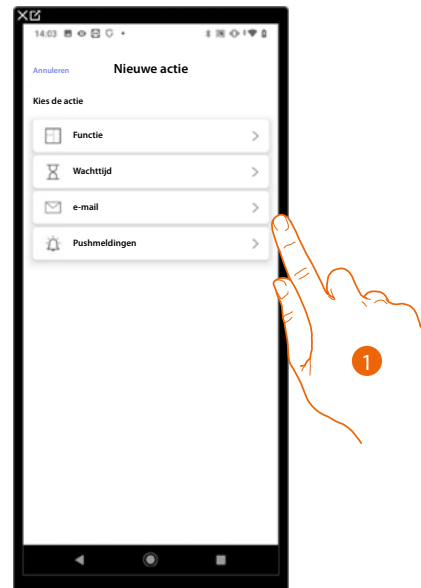 14:03
Annuleren Nieuwe actie
Kies de actie
Functie
Wachttijd
e-mail
Pushmeldingen
1